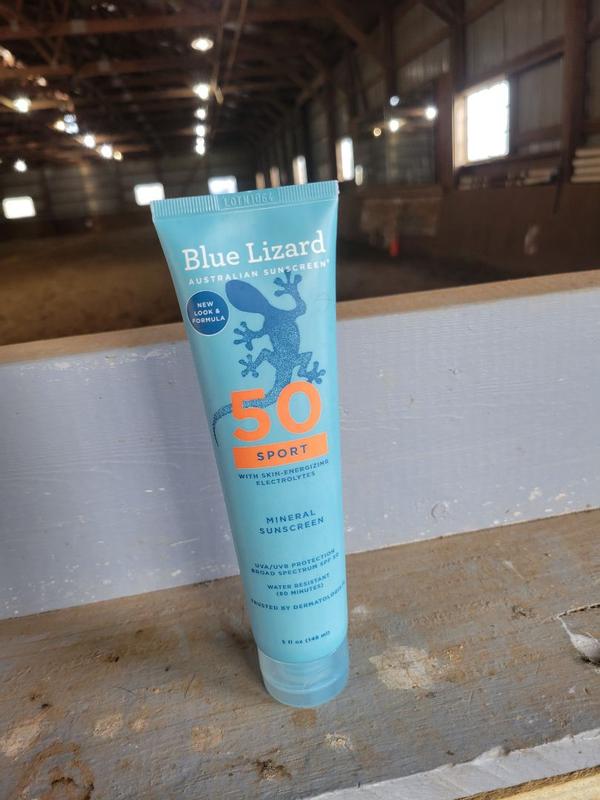 Blue Lizard
AUSTRALIAN SUNSCREEN®
NEW
LOOK &
FORMULA
50
SPORT
WITH SKIN-ENERGIZING
ELECTROLYTES
MINERAL
SUNSCREEN
UVA/UVB PROTECTION
BROAD SPECTRUM SPF 50
WATER RESISTANT
(80 MINUTES)
TRUSTED BY
5 fl oz (148 ml)